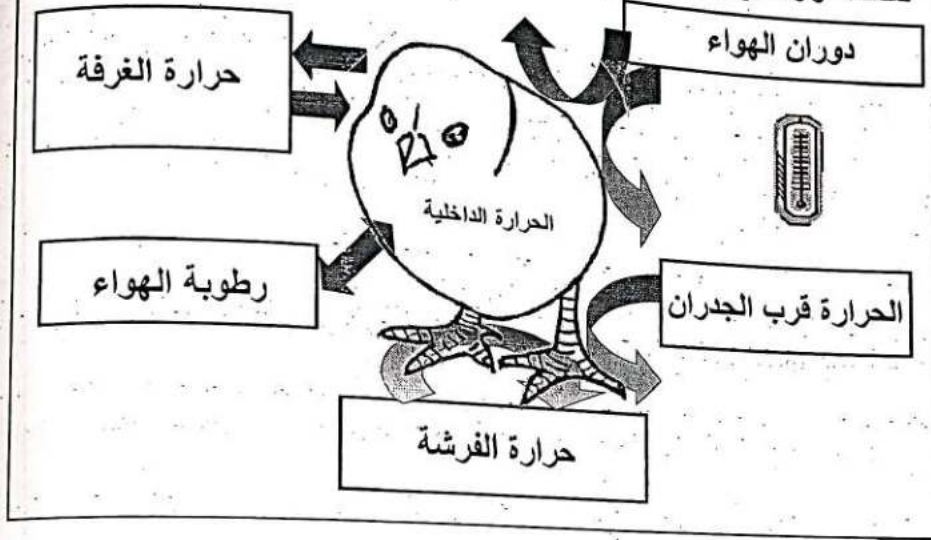 دوران الهواء
حرارة الغرفة
الحرارة الداخلية
رطوبة الهواء
الحرارة قرب الجدران
حرارة الفرشة